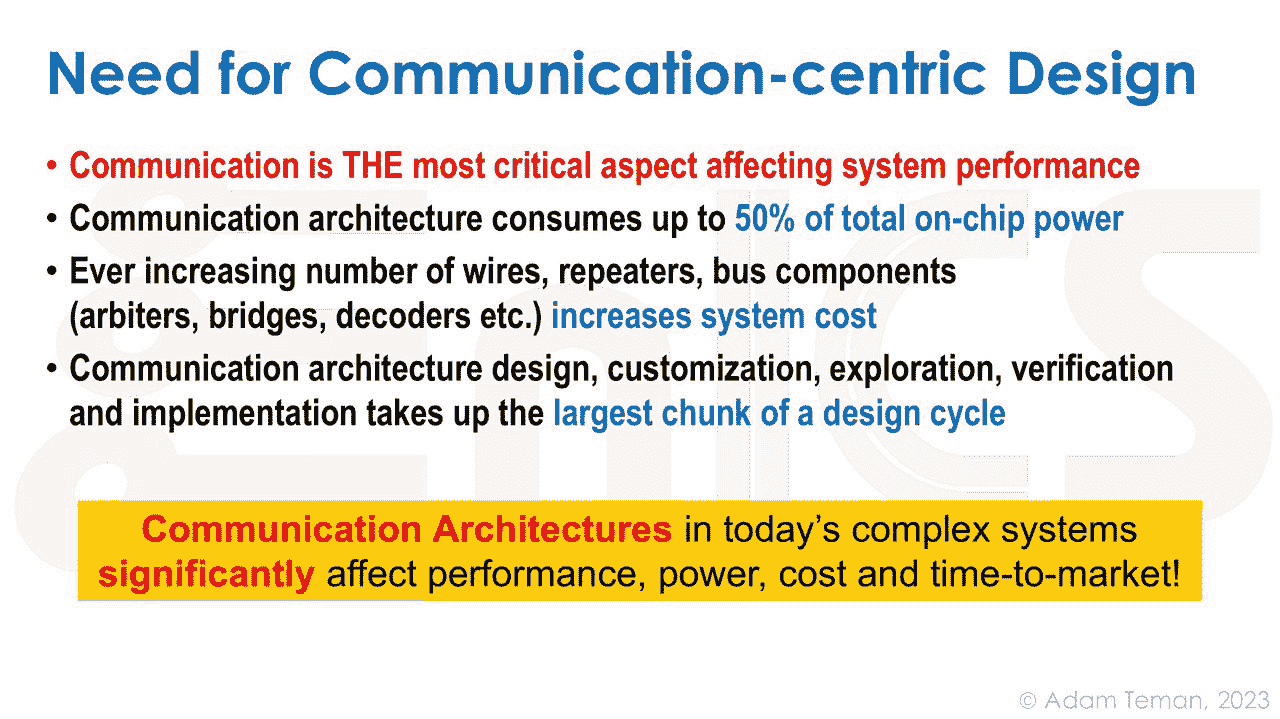 Need for Communication-centric Design
• Communication is THE most critical aspect affecting system performance
• Communication architecture consumes up to 50% of total on-chip power
• Ever increasing number of wires, repeaters, bus components
(arbiters, bridges, decoders etc.) increases system cost
• Communication architecture design, customization, exploration, verification
and implementation takes up the largest chunk of a design cycle
Communication Architectures in today's complex systems
significantly affect performance, power, cost and time-to-market!
© Adam Teman, 2023